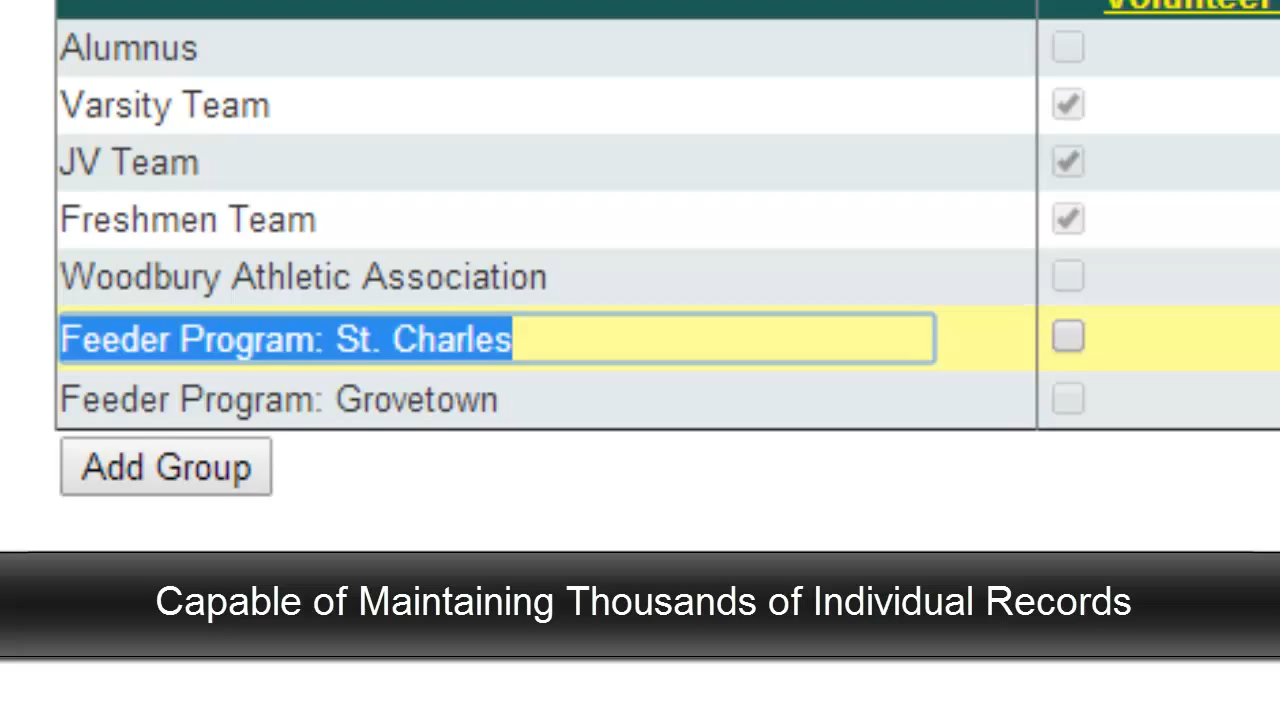 Volunteer
Alumnus
Varsity Team
JV Team
Freshmen Team
Woodbury Athletic Association
Feeder Program: St. Charles
Feeder Program: Grovetown
Add Group
Capable of Maintaining Thousands of Individual Records